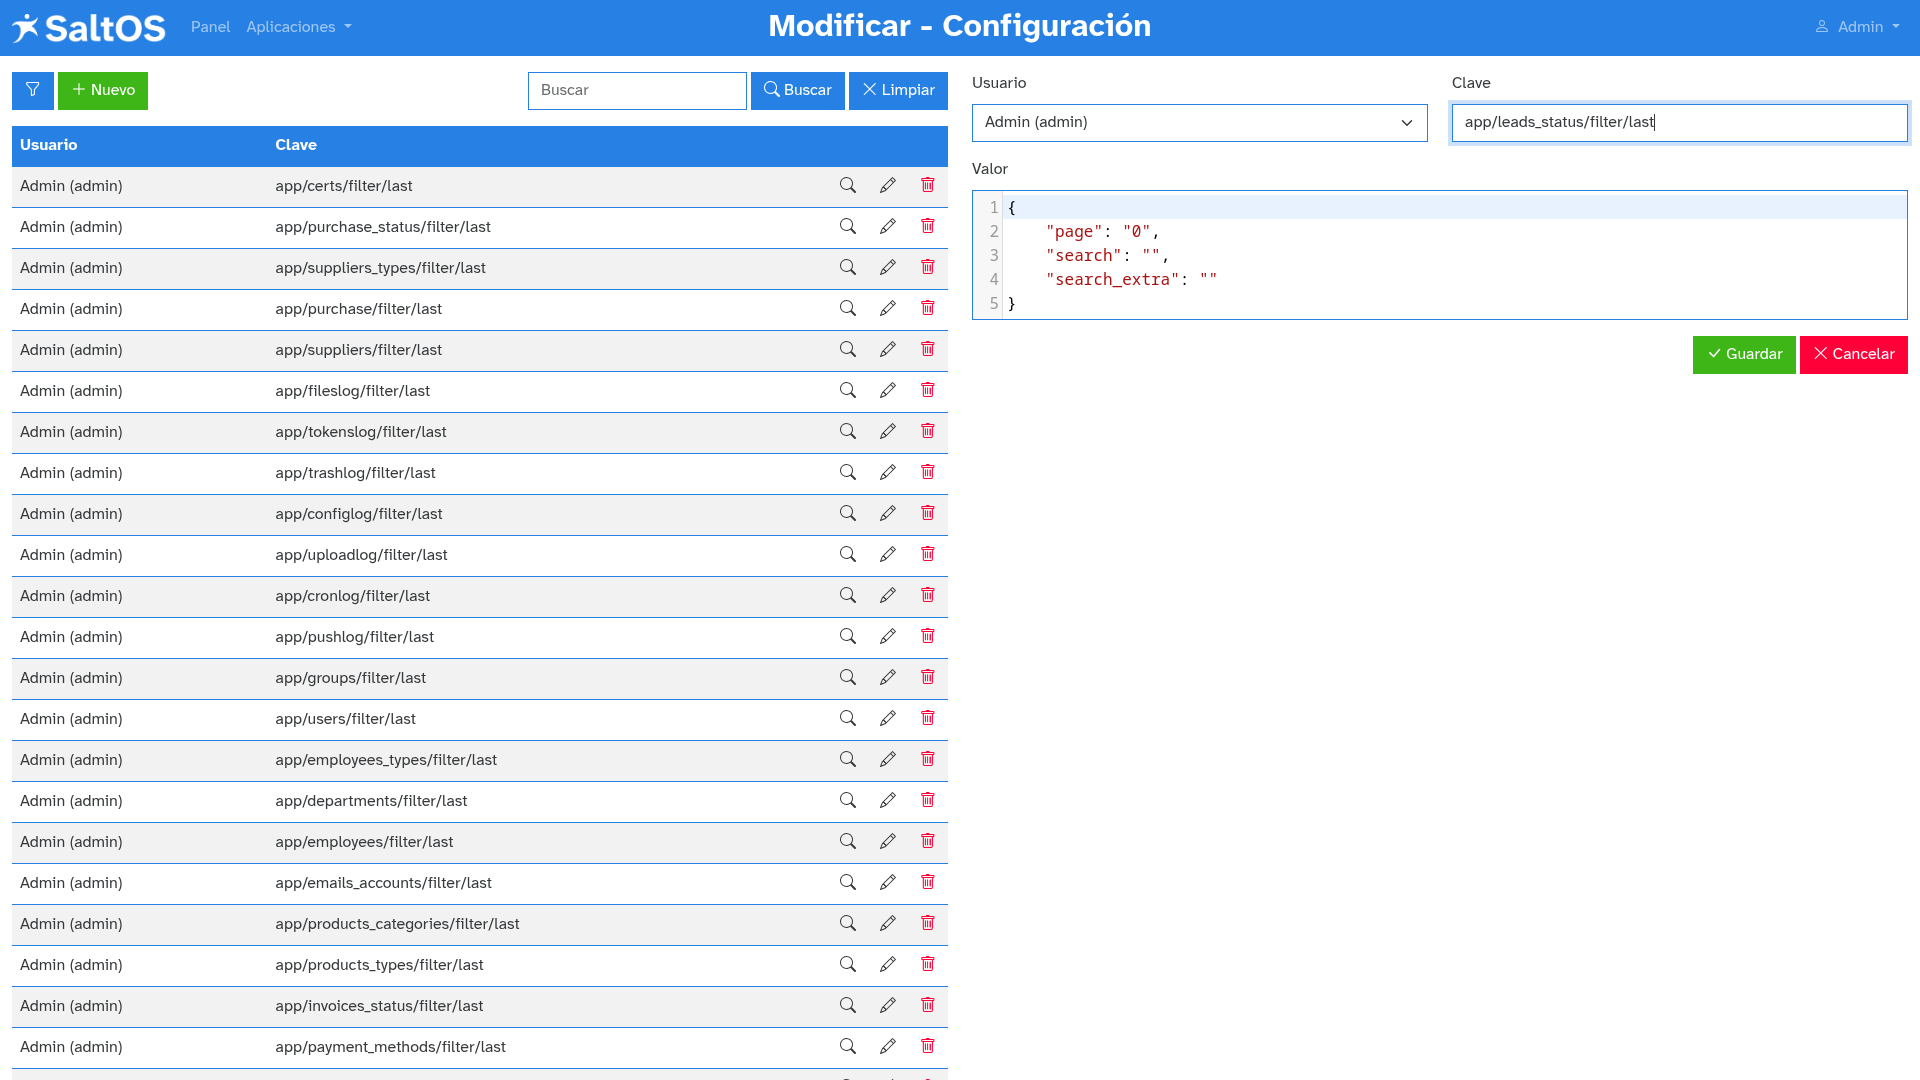 SaltOS Panel Aplicaciones Modificar - Configuración Admin
Nuevo Buscar Buscar Limpiar
Usuario Clave
Admin (admin) app/certs/filter/last
Admin (admin) app/purchase_status/filter/last
Admin (admin) app/suppliers_types/filter/last
Admin (admin) app/purchase/filter/last
Admin (admin) app/suppliers/filter/last
Admin (admin) app/fileslog/filter/last
Admin (admin) app/tokenslog/filter/last
Admin (admin) app/trashlog/filter/last
Admin (admin) app/configlog/filter/last
Admin (admin) app/uploadlog/filter/last
Admin (admin) app/cronlog/filter/last
Admin (admin) app/pushlog/filter/last
Admin (admin) app/groups/filter/last
Admin (admin) app/users/filter/last
Admin (admin) app/employees_types/filter/last
Admin (admin) app/departments/filter/last
Admin (admin) app/employees/filter/last
Admin (admin) app/emails_accounts/filter/last
Admin (admin) app/products_categories/filter/last
Admin (admin) app/products_types/filter/last
Admin (admin) app/invoices_status/filter/last
Admin (admin) app/payment_methods/filter/last
Usuario Clave
Admin (admin) app/leads_status/filter/last
Valor
1 {
2 "page": "0",
3 "search": "",
4 "search_extra": ""
5 }
Guardar Cancelar